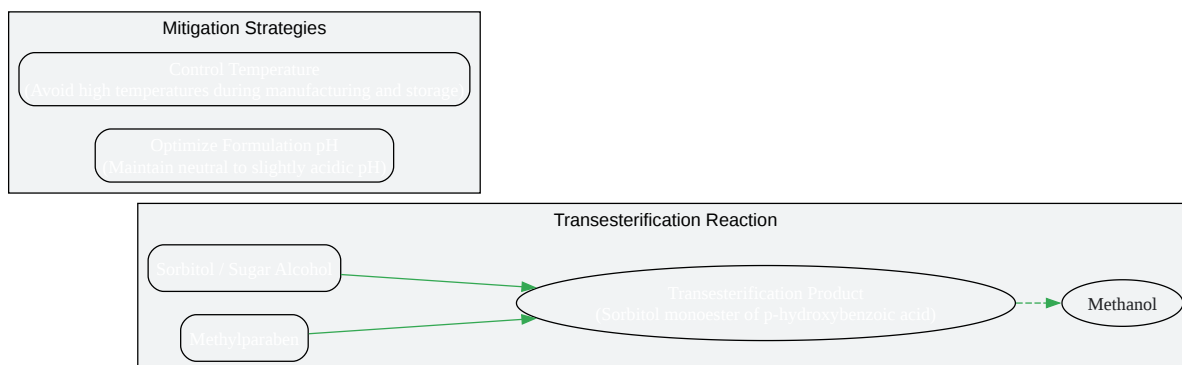 Mitigation Strategies
Control Temperature
(Avoid high temperatures during manufacturing and storage)
Optimize Formulation pH
(Maintain neutral to slightly acidic pH)
Transesterification Reaction
Sorbitol / Sugar Alcohol
Methylparaben
Transesterification Product
(Sorbitol monoester of p-hydroxybenzoic acid)
Methanol